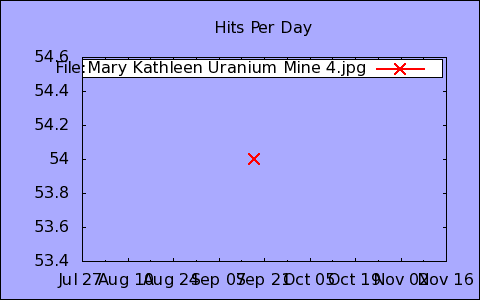 Hits Per Day
54.6
File:Mary Kathleen Uranium Mine 4.jpg
54.4
54.2
54
53.8
53.6
53.4
Jul 27 Aug 10 Aug 24 Sep 07 Sep 21 Oct 05 Oct 19 Nov 02 Nov 16